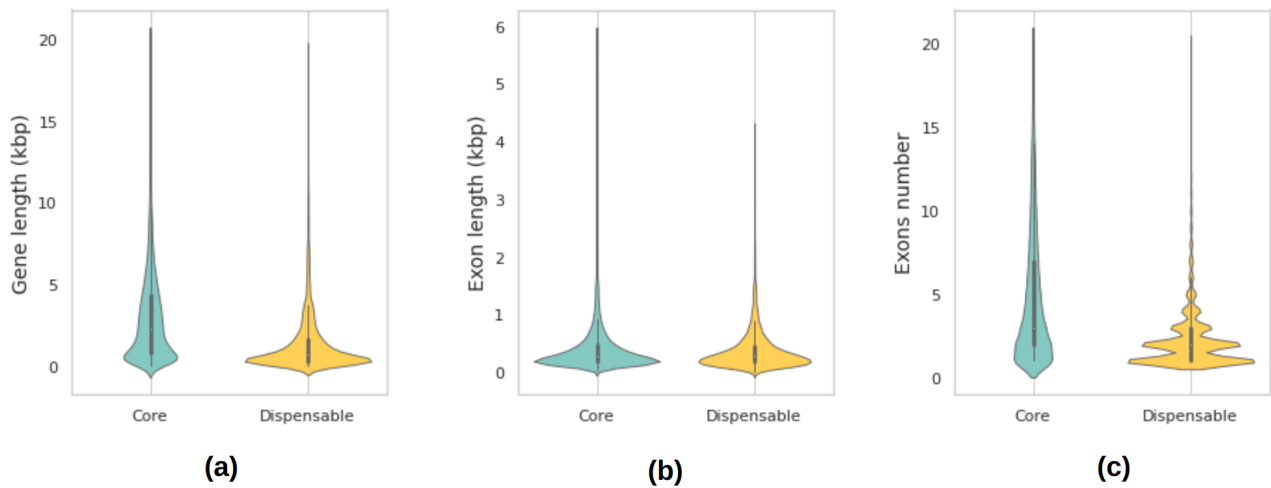 Gene length (kbp)
20
15
10
5
0
Core
Dispensable
(a)
Exon length (kbp)
6
5
4
3
2
1
0
Core
Dispensable
(b)
Exons number
20
15
10
5
0
Core
Dispensable
(c)